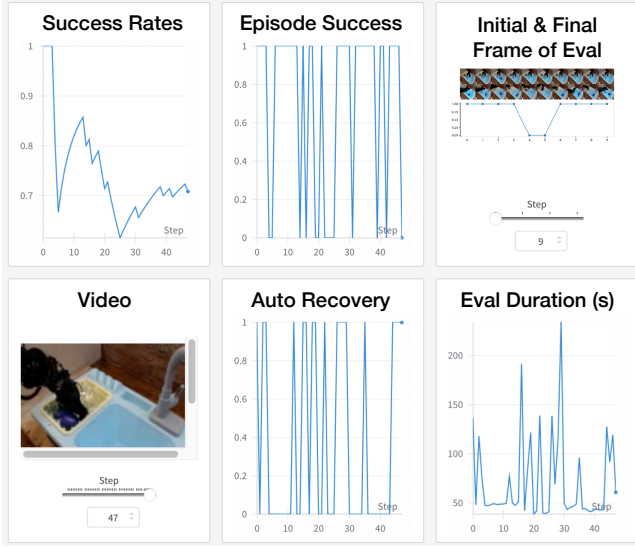 Success Rates
1
0.9
0.8
0.7
Step
0 10 20 30 40
Episode Success
1
0.8
0.6
0.4
0.2
0
Step
0 10 20 30 40
Initial & Final
Frame of Eval
Step
9
Video
Step
47
Auto Recovery
1
0.8
0.6
0.4
0.2
0
Step
0 10 20 30 40
Eval Duration (s)
200
150
100
50
Step
0 10 20 30 40